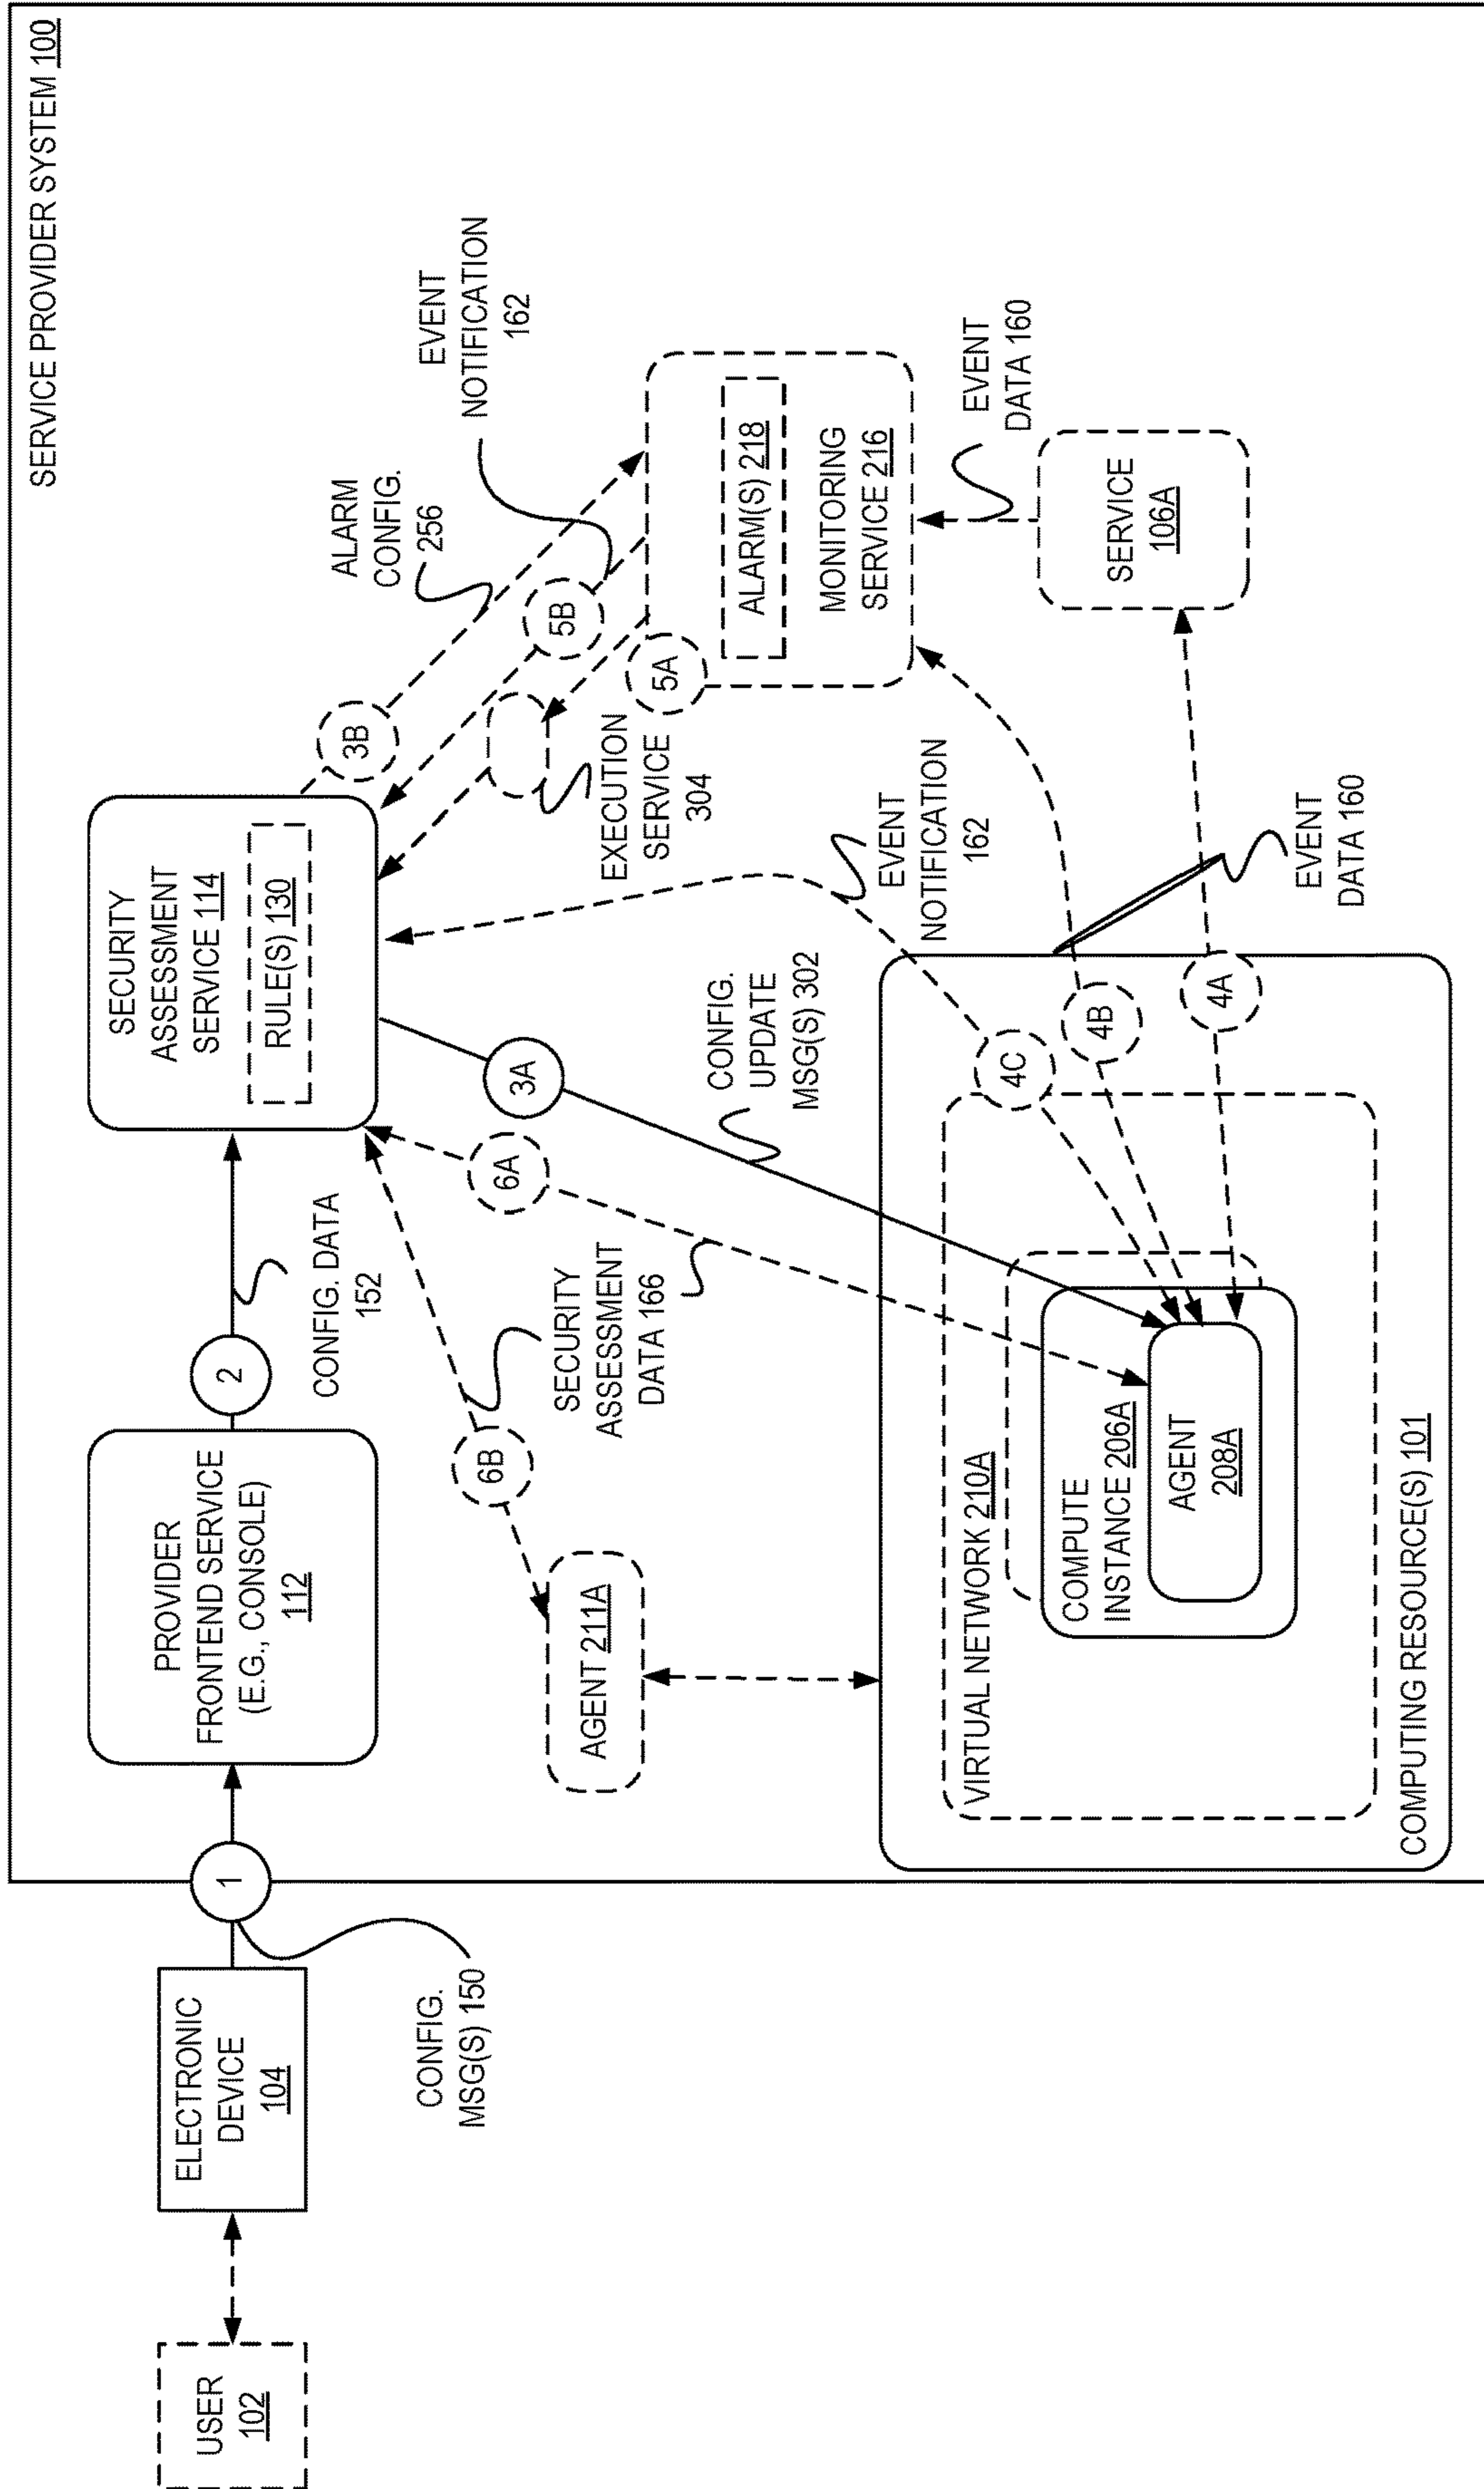 SERVICE PROVIDER SYSTEM 100
USER
102
ELECTRONIC
DEVICE
104
1
CONFIG.
MSG(S) 150
PROVIDER
FRONTEND SERVICE
(E.G., CONSOLE)
112
2
CONFIG. DATA
152
SECURITY
ASSESSMENT
SERVICE 114
RULE(S) 130
3B
ALARM
CONFIG.
256
EVENT
NOTIFICATION
162
5B
5A
EXECUTION
SERVICE
304
ALARM(S) 218
MONITORING
SERVICE 216
EVENT
DATA 160
SERVICE
106A
3A
CONFIG.
UPDATE
MSG(S) 302
6A
6B
SECURITY
ASSESSMENT
DATA 166
AGENT 211A
EVENT
NOTIFICATION
162
4C
4B
4A
EVENT
DATA 160
VIRTUAL NETWORK 210A
COMPUTE
INSTANCE 206A
AGENT
208A
COMPUTING RESOURCE(S) 101